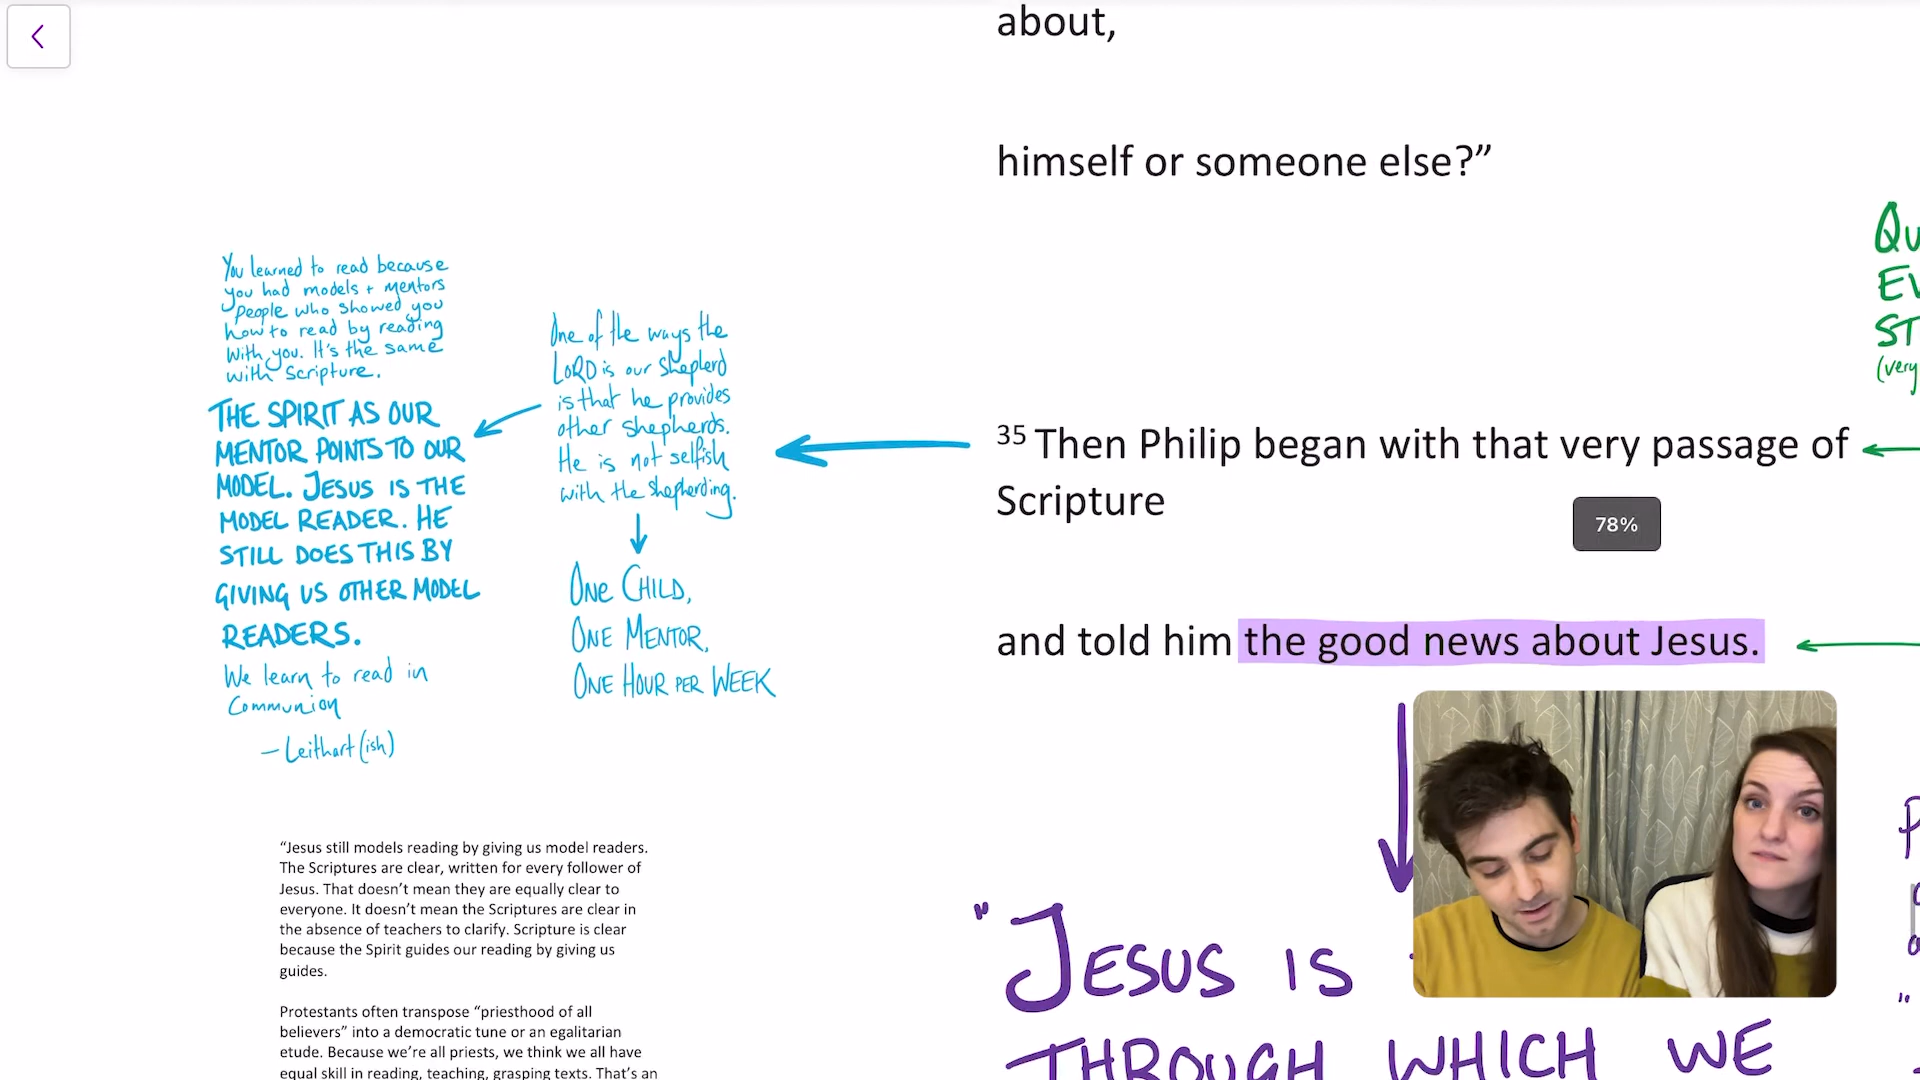 about,
himself or someone else?”
You learned to read because
you had models + mentors
people who showed you
how to read by reading
with you. It's the same
with Scripture.
THE SPIRIT AS OUR
MENTOR POINTS TO OUR
MODEL. JESUS IS THE
MODEL READER. HE
STILL DOES THIS BY
GIVING US OTHER MODEL
READERS.
We learn to read in
Communion
– Leithart (ish)
One of the ways the
LORD is our Shepherd
is that he provides
other shepherds.
He is not selfish
with the shepherding.
ONE CHILD,
ONE MENTOR,
ONE HOUR PER WEEK
35 Then Philip began with that very passage of
Scripture
78%
and told him the good news about Jesus.
(very
“Jesus still models reading by giving us model readers.
The Scriptures are clear, written for every follower of
Jesus. That doesn’t mean they are equally clear to
everyone. It doesn’t mean the Scriptures are clear in
the absence of teachers to clarify. Scripture is clear
because the Spirit guides our reading by giving us
guides.
Protestants often transpose “priesthood of all
believers” into a democratic tune or an egalitarian
etude. Because we’re all priests, we think we all have
equal skill in reading, teaching, grasping texts. That’s an
"JESUS IS
THROUGH WHICH WE